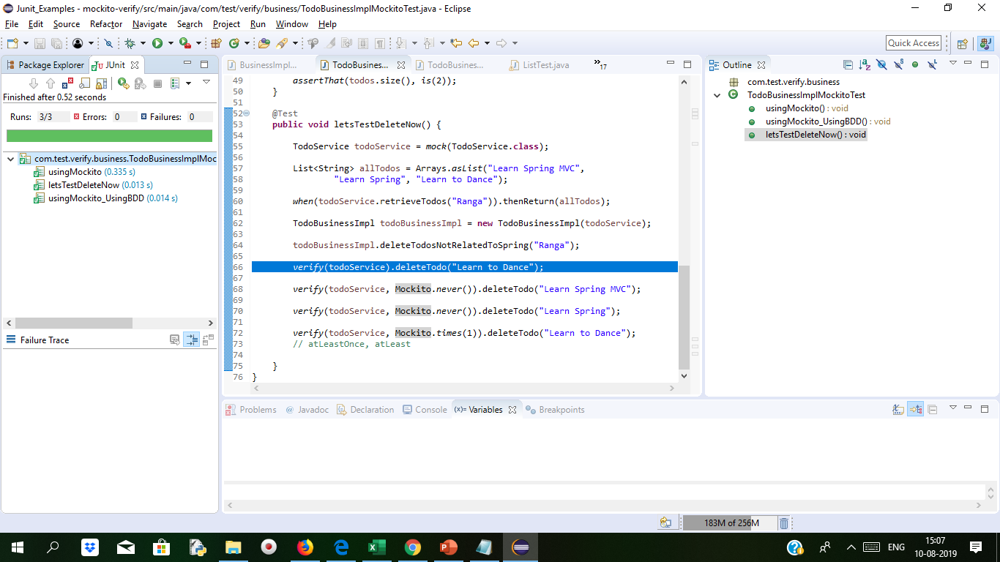 Junit_Examples - mockito-verify/src/main/java/com/test/verify/business/TodoBusinessImplMockitoTest.java - Eclipse
File Edit Source Refactor Navigate Search Project Run Window Help
Quick Access
Package Explorer JUnit
Finished after 0.52 seconds
Runs: 3/3 Errors: 0 Failures: 0
com.test.verify.business.TodoBusinessImplMoc
usingMockito (0.335 s)
letsTestDeleteNow (0.013 s)
usingMockito_UsingBDD (0.014 s)
Failure Trace
BusinessImpl... TodoBusines... TodoBusines... ListTest.java »17
49 assertThat(todos.size(), is(2));
50 }
51
52 @Test
53 public void letsTestDeleteNow() {
54
55 TodoService todoService = mock(TodoService.class);
56
57 List<String> allTodos = Arrays.asList("Learn Spring MVC",
58 "Learn Spring", "Learn to Dance");
59
60 when(todoService.retrieveTodos("Ranga")).thenReturn(allTodos);
61
62 TodoBusinessImpl todoBusinessImpl = new TodoBusinessImpl(todoService);
63
64 todoBusinessImpl.deleteTodosNotRelatedToSpring("Ranga");
65
66 verify(todoService).deleteTodo("Learn to Dance");
67
68 verify(todoService, Mockito.never()).deleteTodo("Learn Spring MVC");
69
70 verify(todoService, Mockito.never()).deleteTodo("Learn Spring");
71
72 verify(todoService, Mockito.times(1)).deleteTodo("Learn to Dance");
73 // atLeastOnce, atLeast
74
75 }
76 }
Outline
com.test.verify.business
TodoBusinessImplMockitoTest
usingMockito() : void
usingMockito_UsingBDD() : void
letsTestDeleteNow() : void
Problems @ Javadoc Declaration Console (x)= Variables Breakpoints
183M of 256M
ENG
15:07
10-08-2019